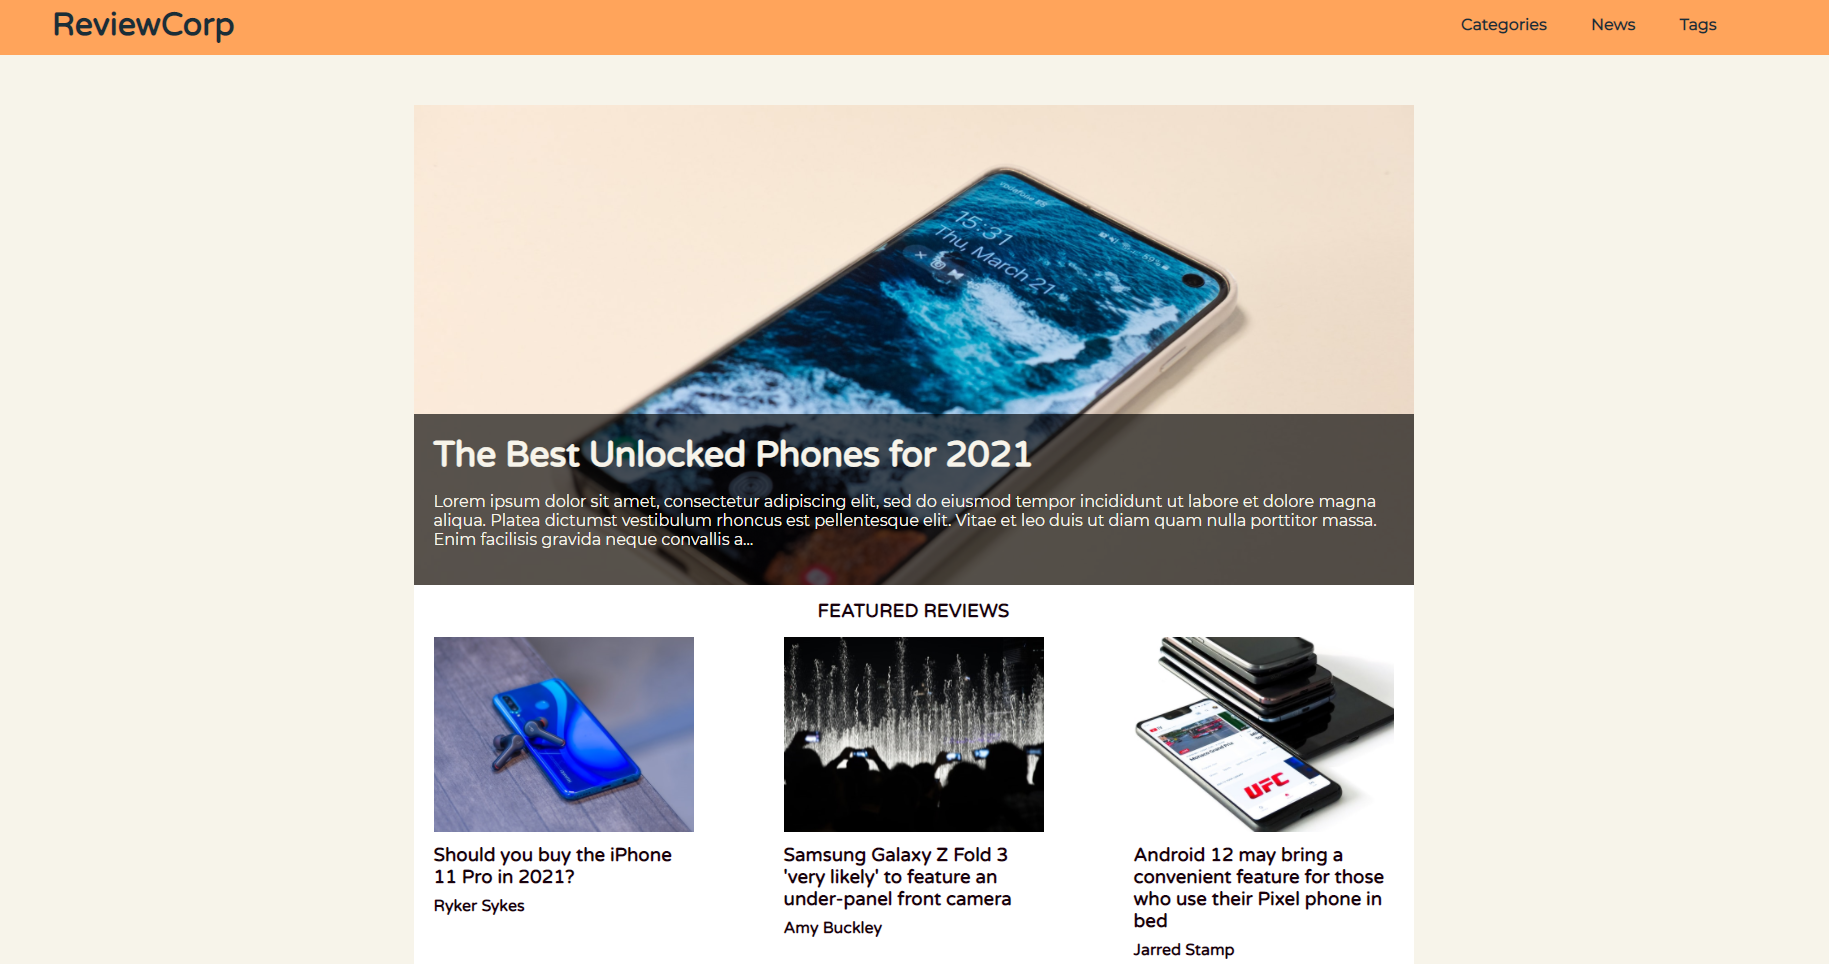 ReviewCorp
Categories News Tags
vodafone
15:31
Thu, March 21
59%
The Best Unlocked Phones for 2021
Lorem ipsum dolor sit amet, consectetur adipiscing elit, sed do eiusmod tempor incididunt ut labore et dolore magna
aliqua. Platea dictumst vestibulum rhoncus est pellentesque elit. Vitae et leo duis ut diam quam nulla porttitor massa.
Enim facilisis gravida neque convallis a...
FEATURED REVIEWS
UFC
Should you buy the iPhone
11 Pro in 2021?
Ryker Sykes
Samsung Galaxy Z Fold 3
'very likely' to feature an
under-panel front camera
Amy Buckley
Android 12 may bring a
convenient feature for those
who use their Pixel phone in
bed
Jarred Stamp